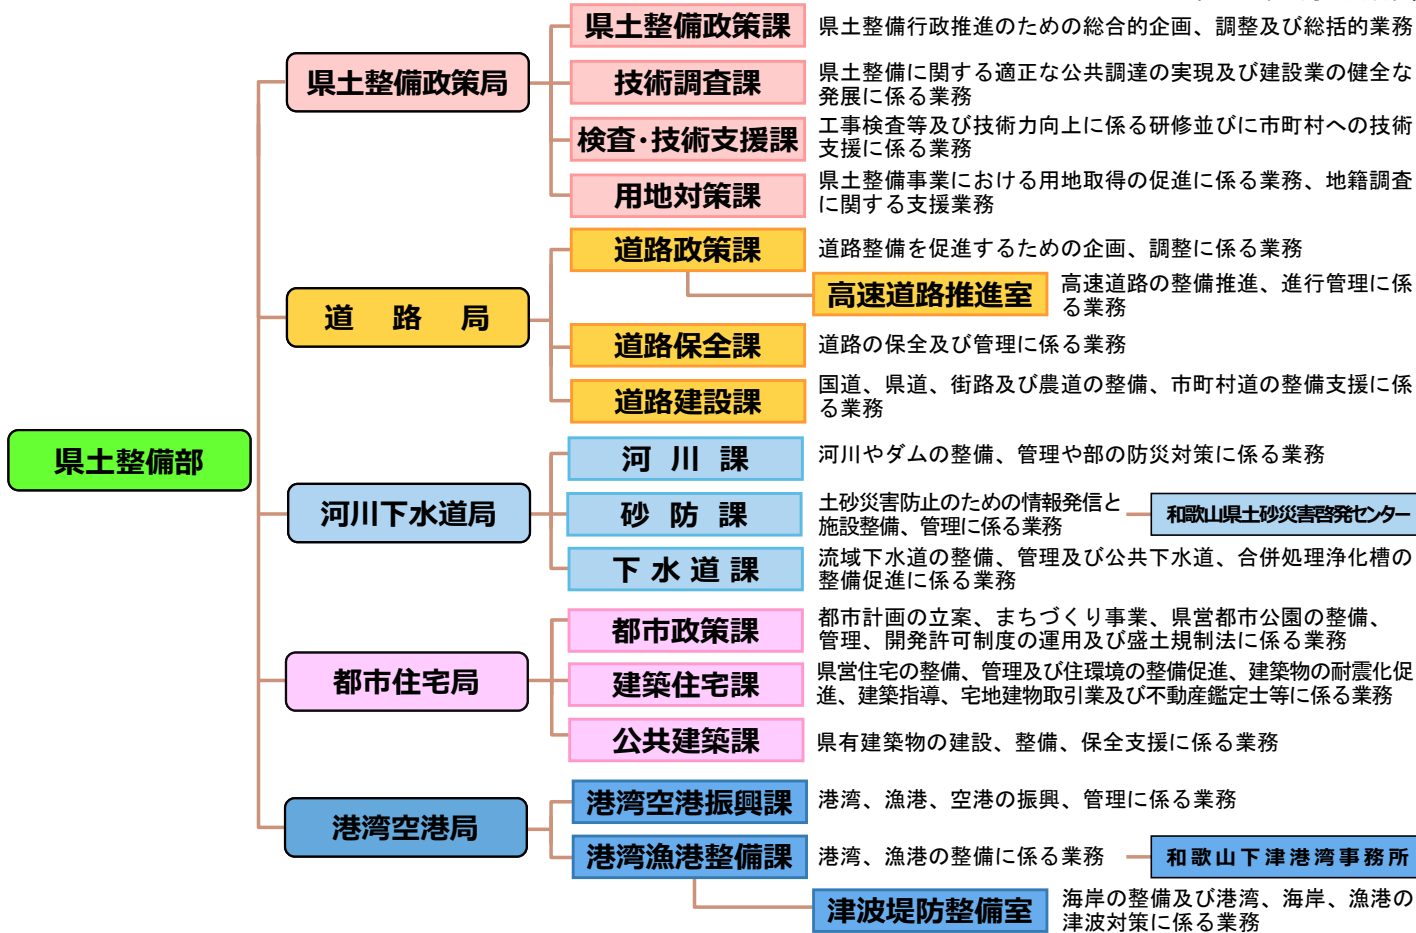 県土整備部
県土整備政策局
県土整備政策課
県土整備行政推進のための総合的企画、調整及び総括的業務
技術調査課
県土整備に関する適正な公共調達の実現及び建設業の健全な
発展に係る業務
検査・技術支援課
工事検査等及び技術力向上に係る研修並びに市町村への技術
支援に係る業務
用地対策課
県土整備事業における用地取得の促進に係る業務、地籍調査
に関する支援業務
道路局
道路政策課
道路整備を促進するための企画、調整に係る業務
高速道路推進室
高速道路の整備推進、進行管理に係
る業務
道路保全課
道路の保全及び管理に係る業務
道路建設課
国道、県道、街路及び農道の整備、市町村道の整備支援に係
る業務
河川下水道局
河川課
河川やダムの整備、管理や部の防災対策に係る業務
砂防課
土砂災害防止のための情報発信と
施設整備、管理に係る業務
和歌山県土砂災害啓発センター
下水道課
流域下水道の整備、管理及び公共下水道、合併処理浄化槽の
整備促進に係る業務
都市住宅局
都市政策課
都市計画の立案、まちづくり事業、県営都市公園の整備、
管理、開発許可制度の運用及び盛土規制法に係る業務
建築住宅課
県営住宅の整備、管理及び住環境の整備促進、建築物の耐震化促
進、建築指導、宅地建物取引業及び不動産鑑定士等に係る業務
公共建築課
県有建築物の建設、整備、保全支援に係る業務
港湾空港局
港湾空港振興課
港湾、漁港、空港の振興、管理に係る業務
港湾漁港整備課
港湾、漁港の整備に係る業務
和歌山下津港湾事務所
津波堤防整備室
海岸の整備及び港湾、海岸、漁港の
津波対策に係る業務